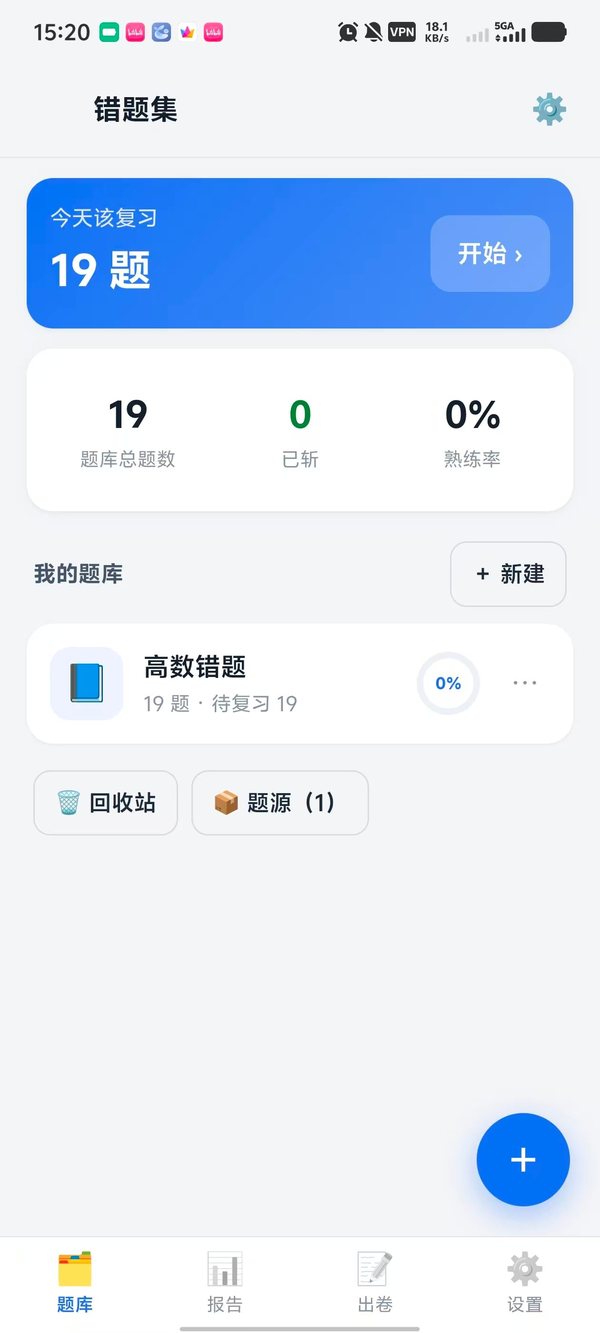 15:20
VPN
18.1
KB/s
5GA
错题集
今天该复习
19 题
开始 ›
19
0
0%
题库总题数
已斩
熟练率
我的题库
+ 新建
高数错题
19 题 · 待复习 19
0%
···
回收站
题源（1）
+
题库
报告
出卷
设置